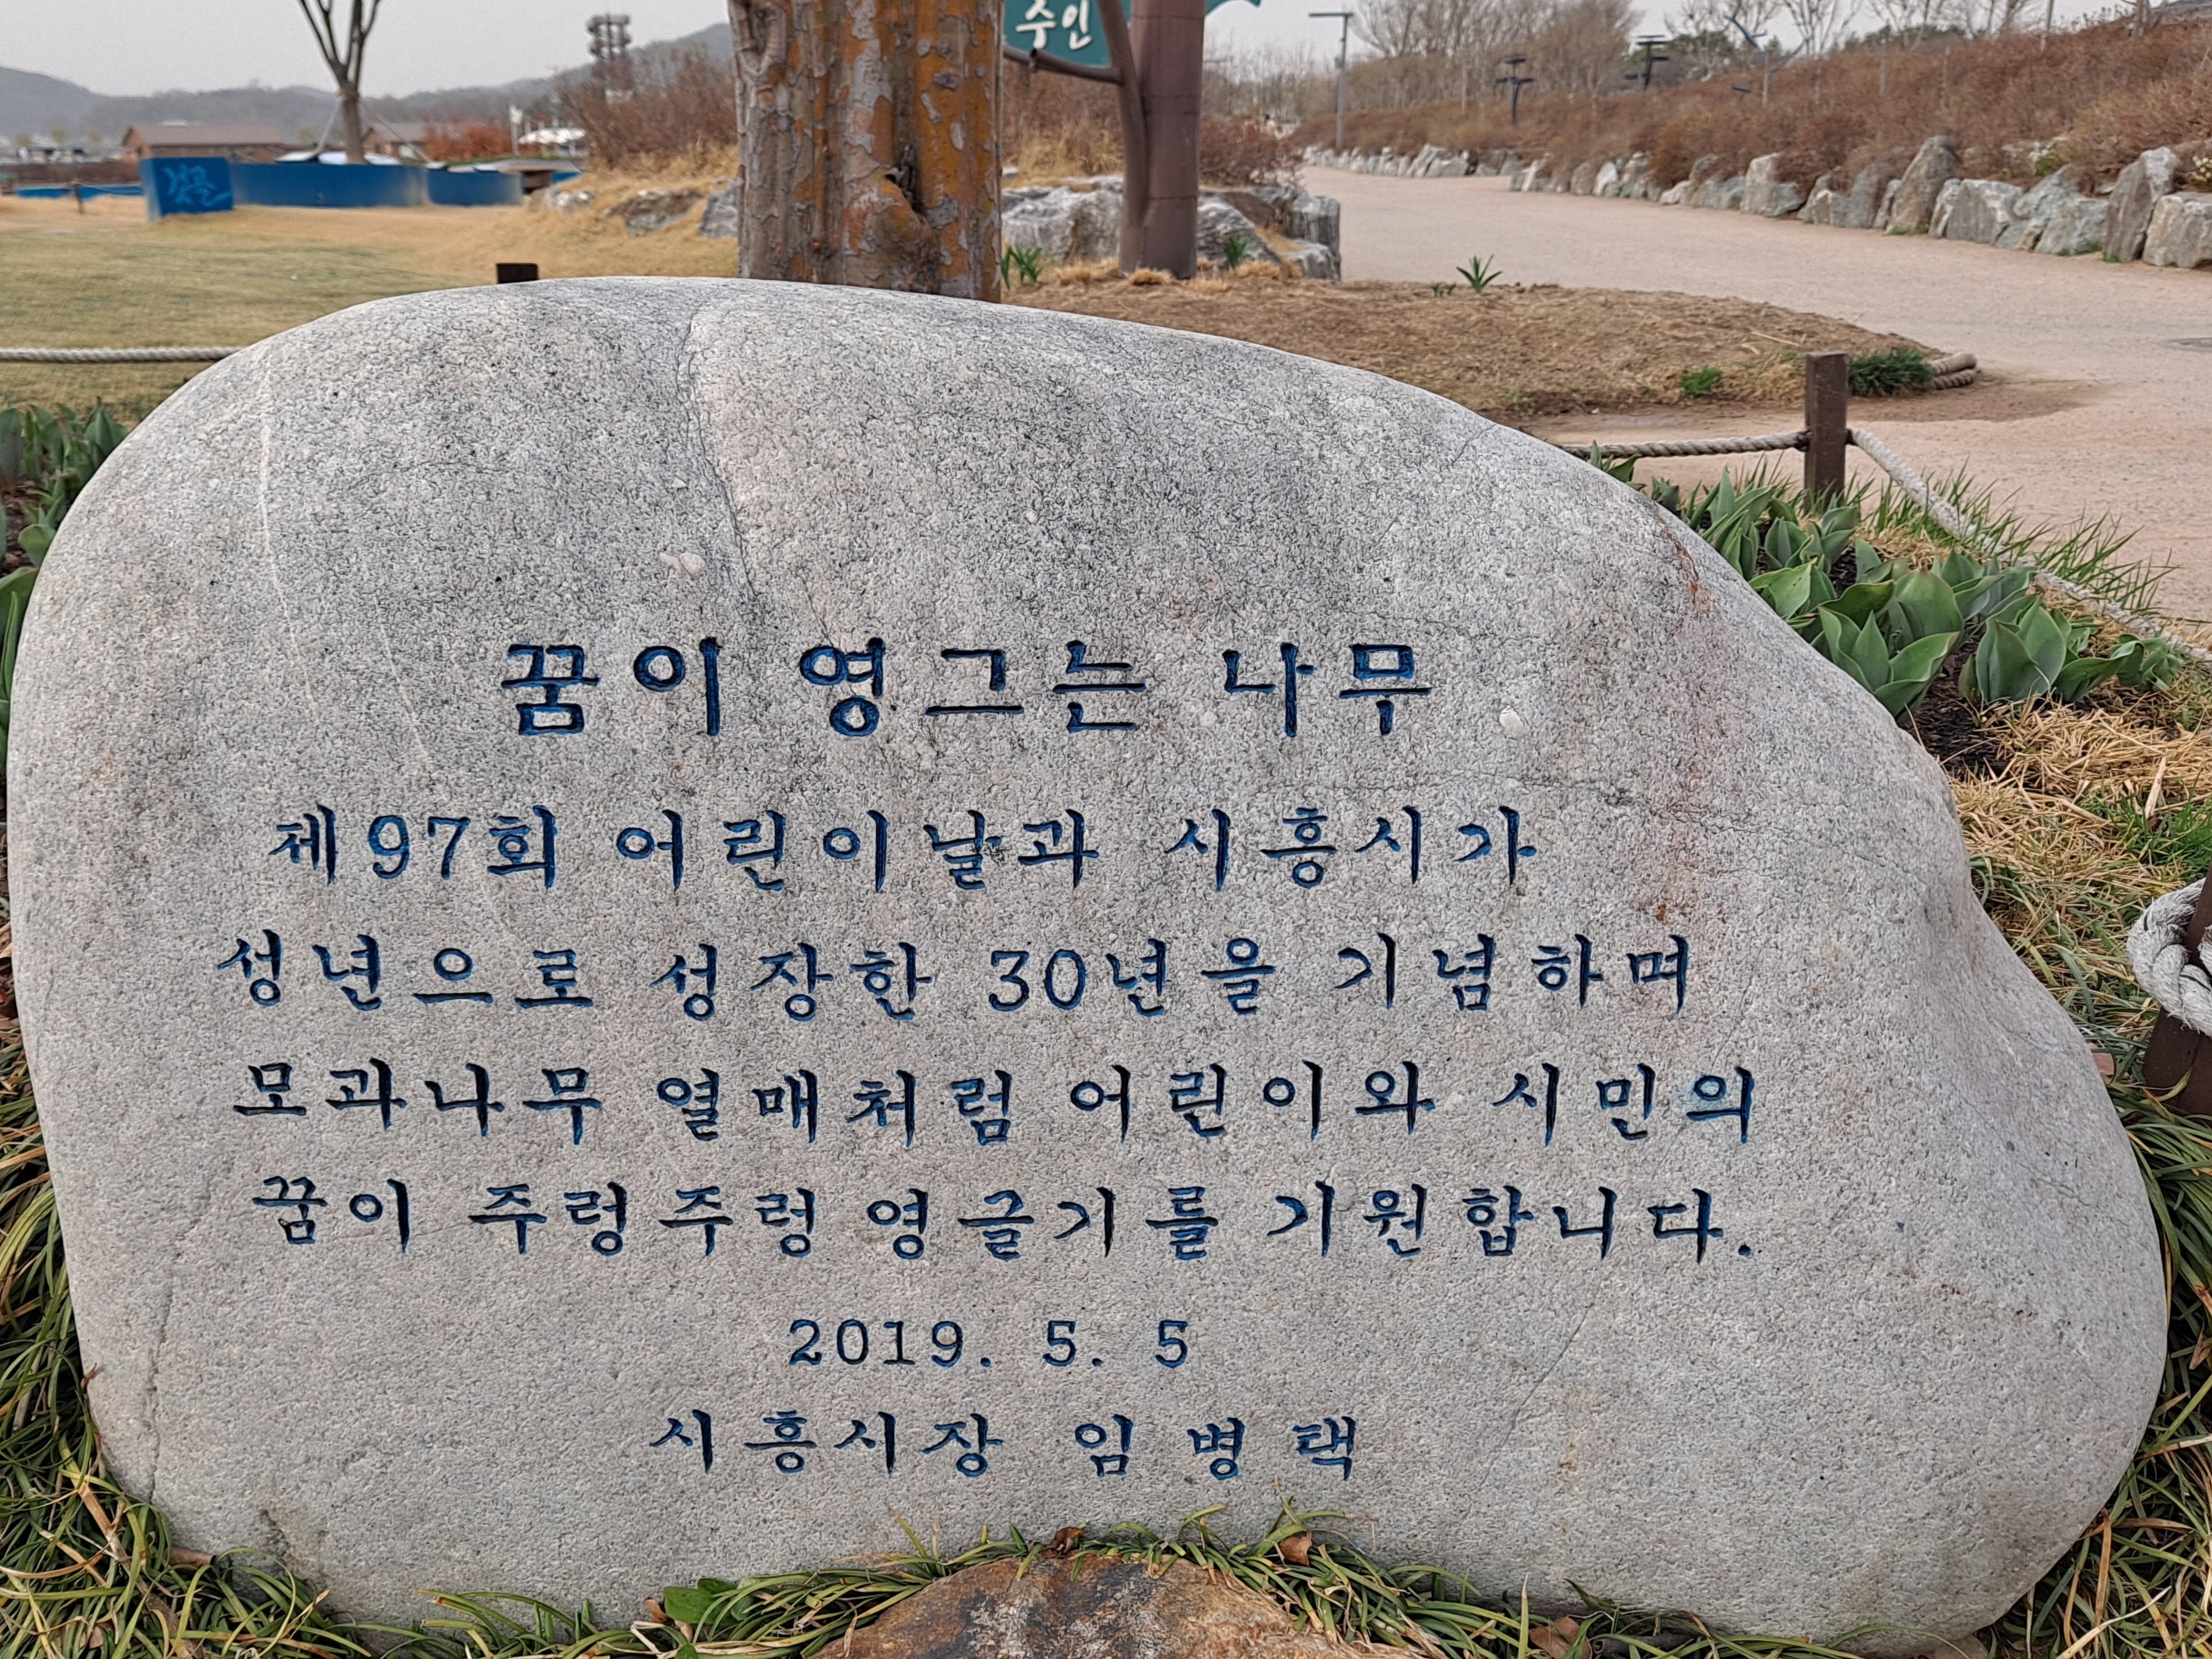 주인
꿈이 영그는 나무
제97회 어린이날과 시흥시가
성년으로 성장한 30년을 기념하며
모과나무 열매처럼 어린이와 시민의
꿈이 주렁주렁 영글기를 기원합니다.
2019. 5. 5
시흥시장 임병택